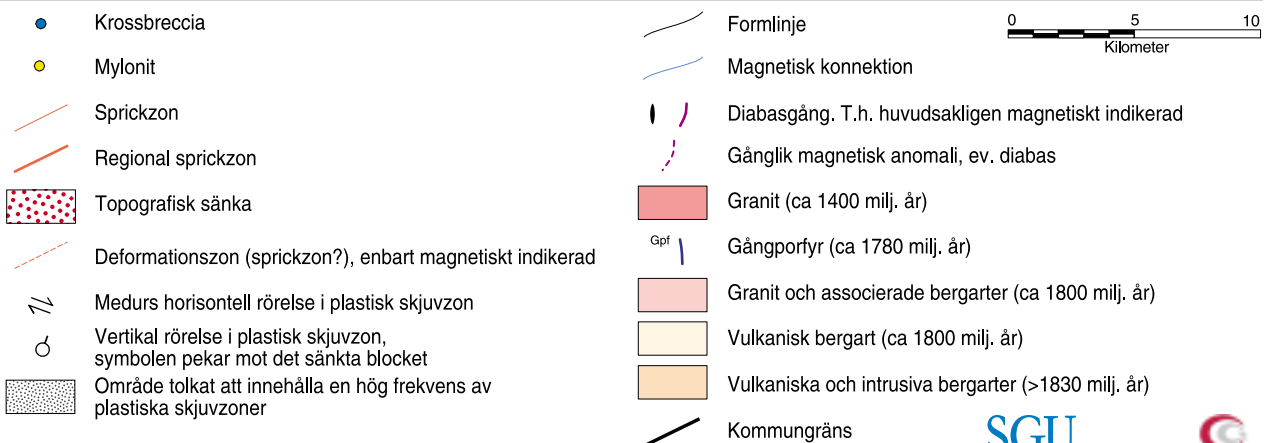 Krossbreccia
Mylonit
Sprickzon
Regional sprickzon
Topografisk sänka
Deformationszon (sprickzon?), enbart magnetiskt indikerad
Medurs horisontell rörelse i plastisk skjuvzon
Vertikal rörelse i plastisk skjuvzon,
symbolen pekar mot det sänkta blocket
Område tolkat att innehålla en hög frekvens av
plastiska skjuvzoner
Formlinje
Magnetisk konnektion
Diabasgång. T.h. huvudsakligen magnetiskt indikerad
Gånglik magnetisk anomali, ev. diabas
Granit (ca 1400 milj. år)
Gpf Gångporfyr (ca 1780 milj. år)
Granit och associerade bergarter (ca 1800 milj. år)
Vulkanisk bergart (ca 1800 milj. år)
Vulkaniska och intrusiva bergarter (>1830 milj. år)
Kommungräns
0 5 10
Kilometer
SGU